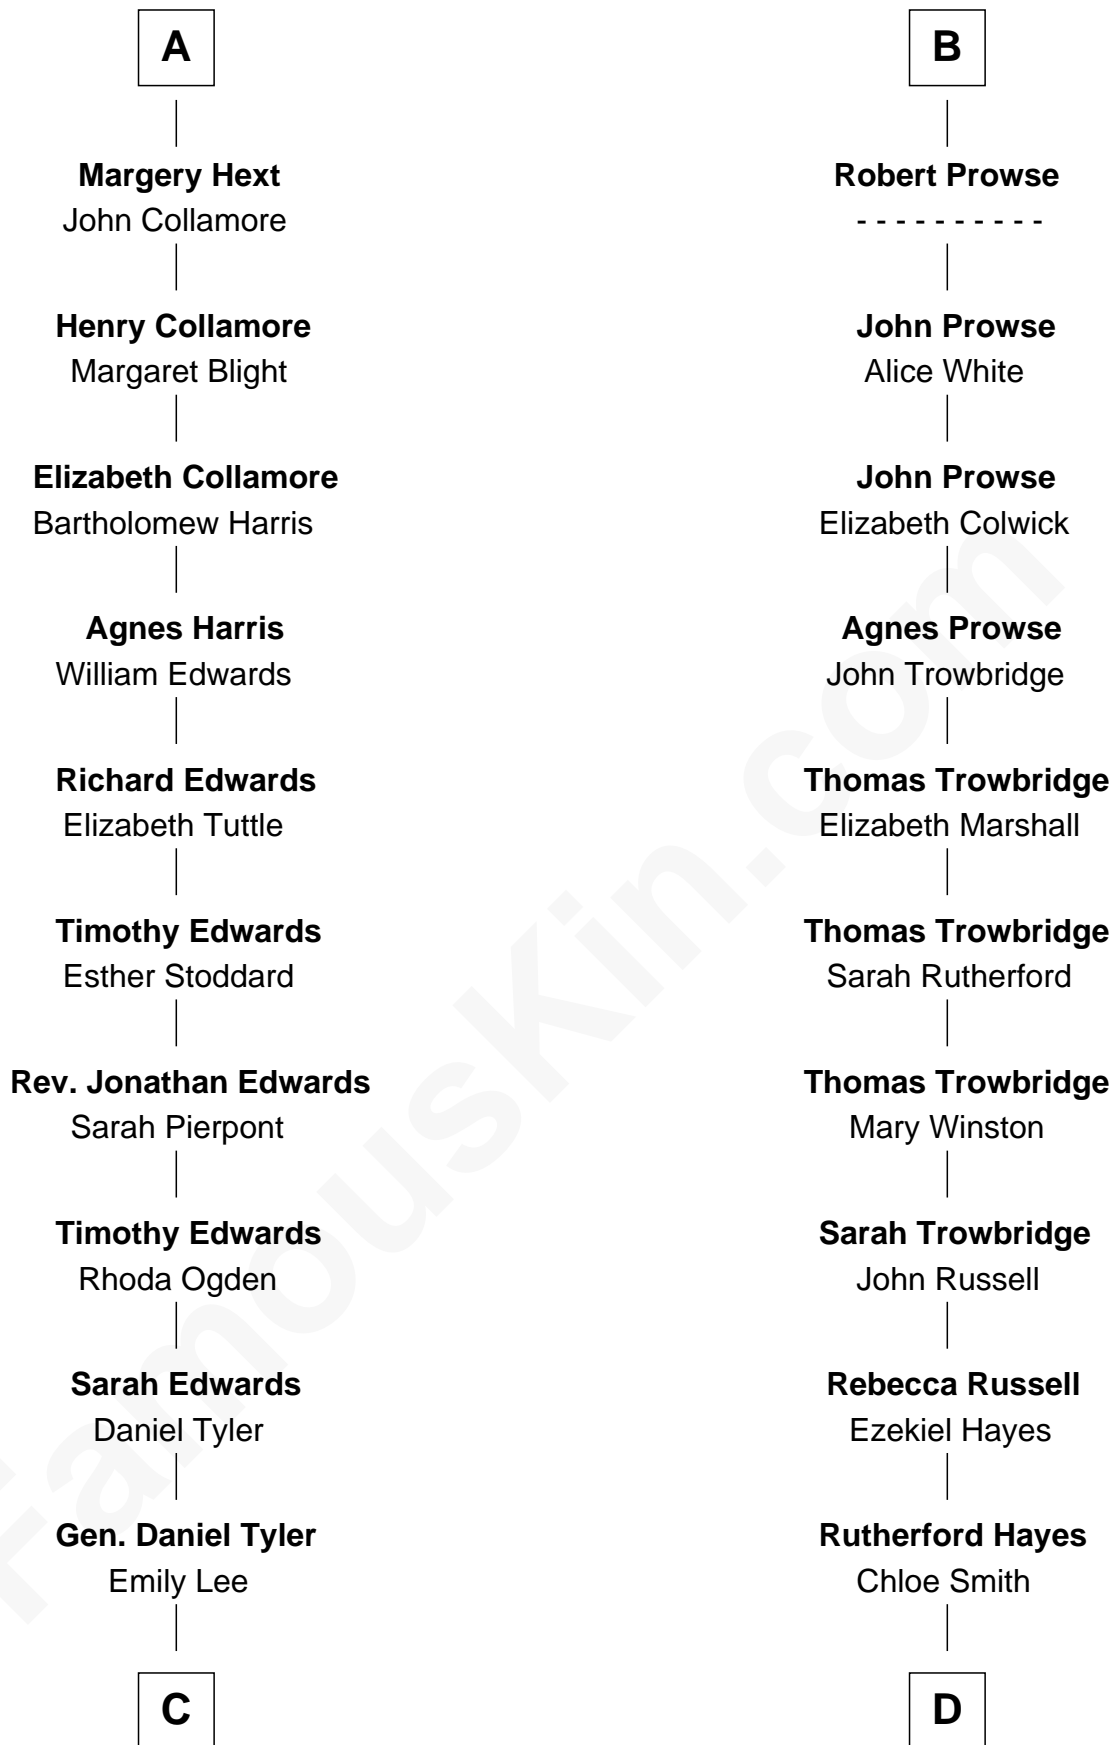 A
Margery Hext
John Collamore
Henry Collamore
Margaret Blight
Elizabeth Collamore
Bartholomew Harris
Agnes Harris
William Edwards
Richard Edwards
Elizabeth Tuttle
Timothy Edwards
Esther Stoddard
Rev. Jonathan Edwards
Sarah Pierpont
Timothy Edwards
Rhoda Ogden
Sarah Edwards
Daniel Tyler
Gen. Daniel Tyler
Emily Lee
C
B
Robert Prowse
- - - - - - - - - -
John Prowse
Alice White
John Prowse
Elizabeth Colwick
Agnes Prowse
John Trowbridge
Thomas Trowbridge
Elizabeth Marshall
Thomas Trowbridge
Sarah Rutherford
Thomas Trowbridge
Mary Winston
Sarah Trowbridge
John Russell
Rebecca Russell
Ezekiel Hayes
Rutherford Hayes
Chloe Smith
D
FamousKin.com